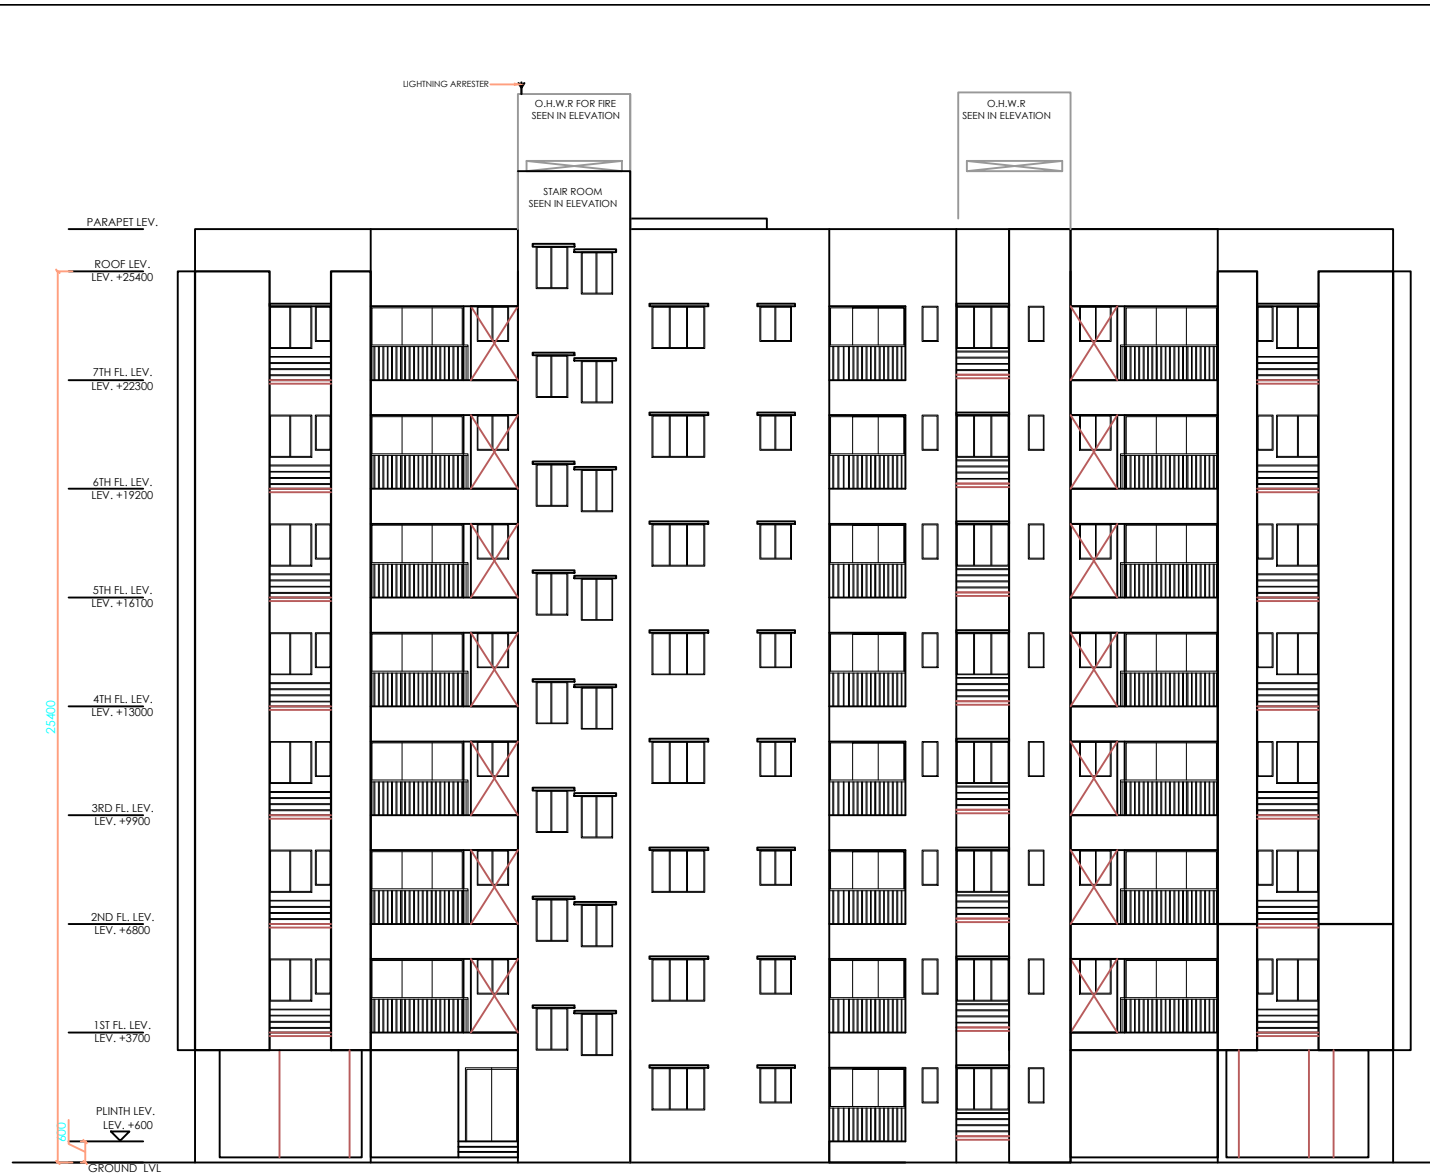 LIGHTNING ARRESTER
O.H.W.R FOR FIRE
SEEN IN ELEVATION
O.H.W.R
SEEN IN ELEVATION
STAIR ROOM
SEEN IN ELEVATION
PARAPET LEV.
ROOF LEV.
LEV. +25400
7TH FL. LEV.
LEV. +22300
6TH FL. LEV.
LEV. +19200
5TH FL. LEV.
LEV. +16100
4TH FL. LEV.
LEV. +13000
25400
3RD FL. LEV.
LEV. +9900
2ND FL. LEV.
LEV. +6800
1ST FL. LEV.
LEV. +3700
PLINTH LEV.
LEV. +600
600
GROUND LVL